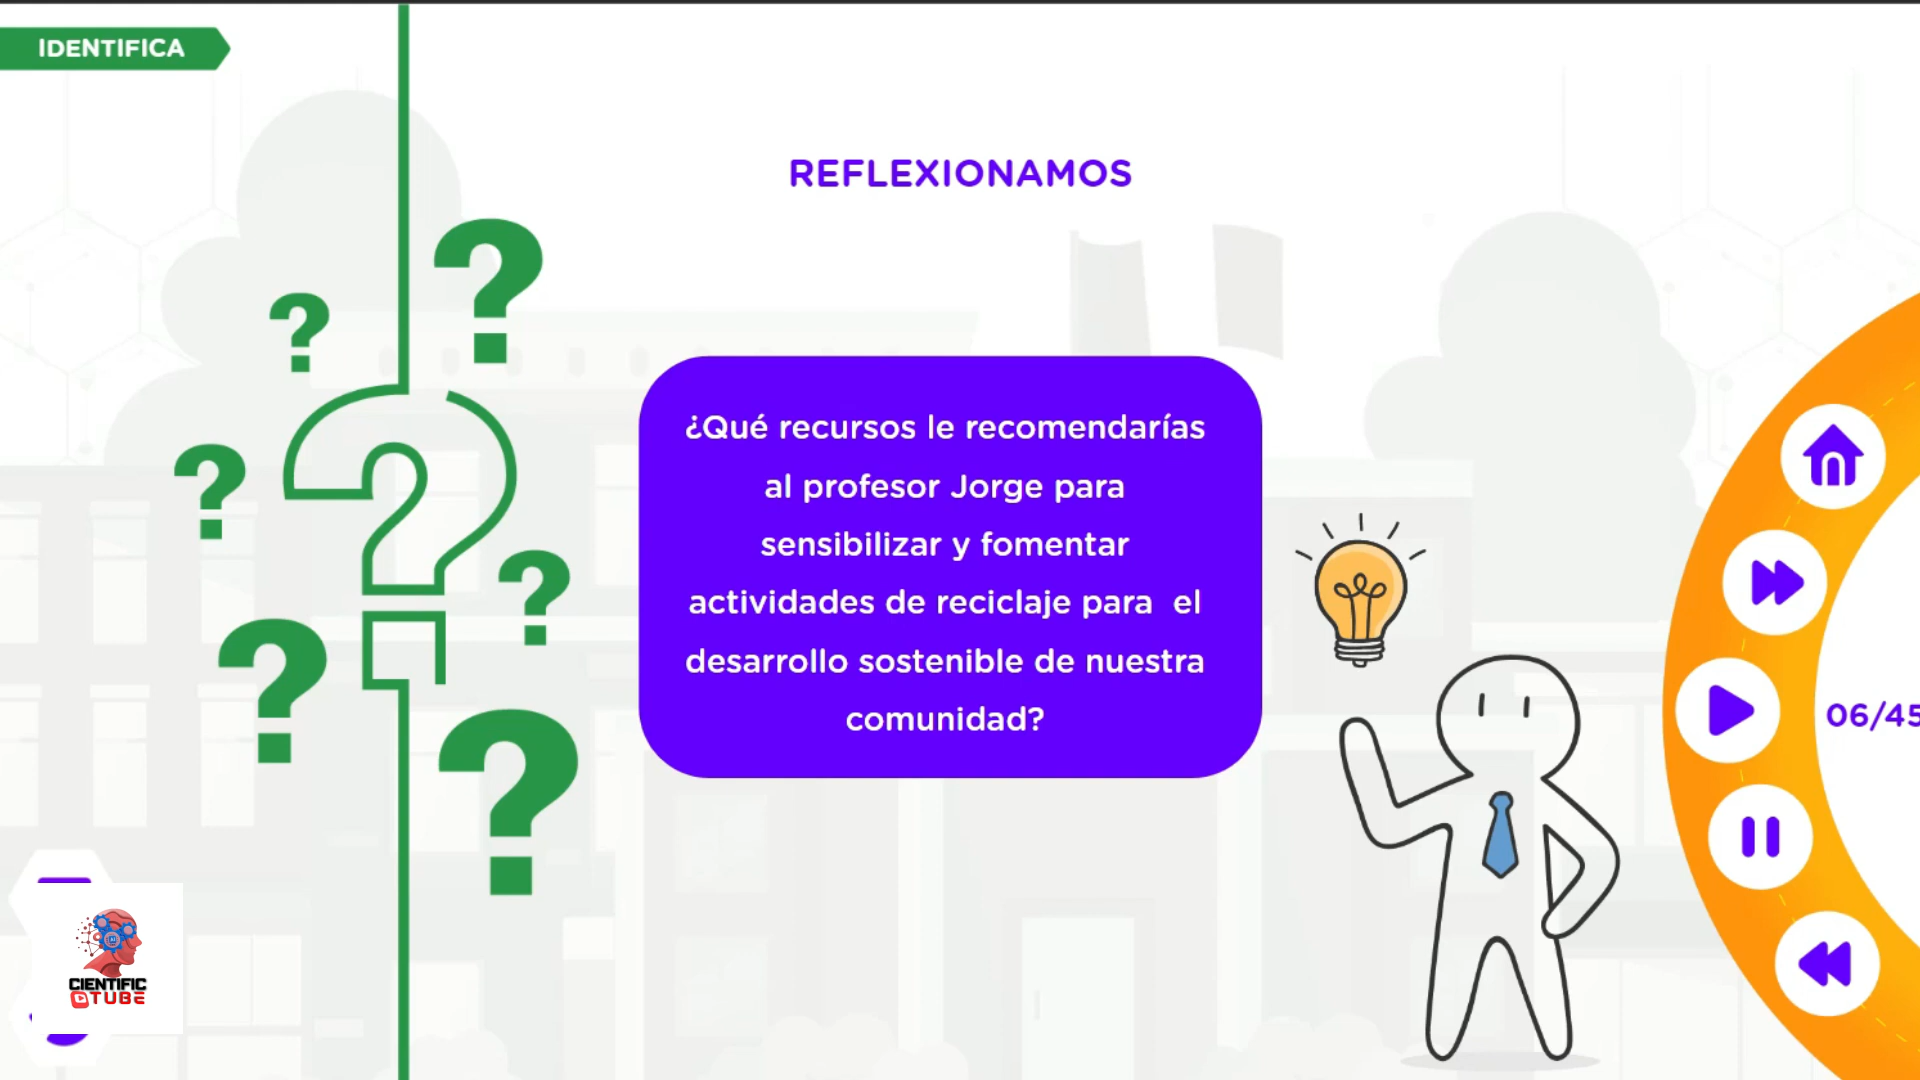 IDENTIFICA
REFLEXIONAMOS
¿Qué recursos le recomendarías
al profesor Jorge para
sensibilizar y fomentar
actividades de reciclaje para  el
desarrollo sostenible de nuestra
comunidad?
06/45
CIENTIFIC
TUBE